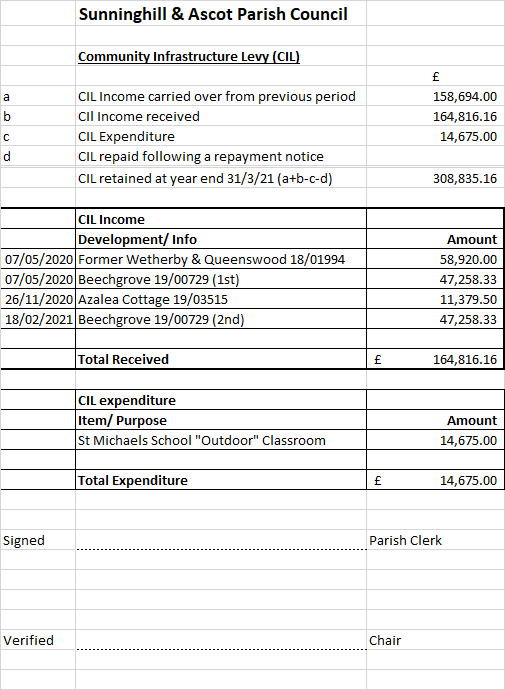 Sunninghill & Ascot Parish Council
Community Infrastructure Levy (CIL)
£
a CIL Income carried over from previous period 158,694.00
b CIl Income received 164,816.16
c CIL Expenditure 14,675.00
d CIL repaid following a repayment notice
CIL retained at year end 31/3/21 (a+b-c-d) 308,835.16
CIL Income
Development/ Info Amount
07/05/2020 Former Wetherby & Queenswood 18/01994 58,920.00
07/05/2020 Beechgrove 19/00729 (1st) 47,258.33
26/11/2020 Azalea Cottage 19/03515 11,379.50
18/02/2021 Beechgrove 19/00729 (2nd) 47,258.33
Total Received £ 164,816.16
CIL expenditure
Item/ Purpose Amount
St Michaels School "Outdoor" Classroom 14,675.00
Total Expenditure £ 14,675.00
Signed Parish Clerk
Verified Chair